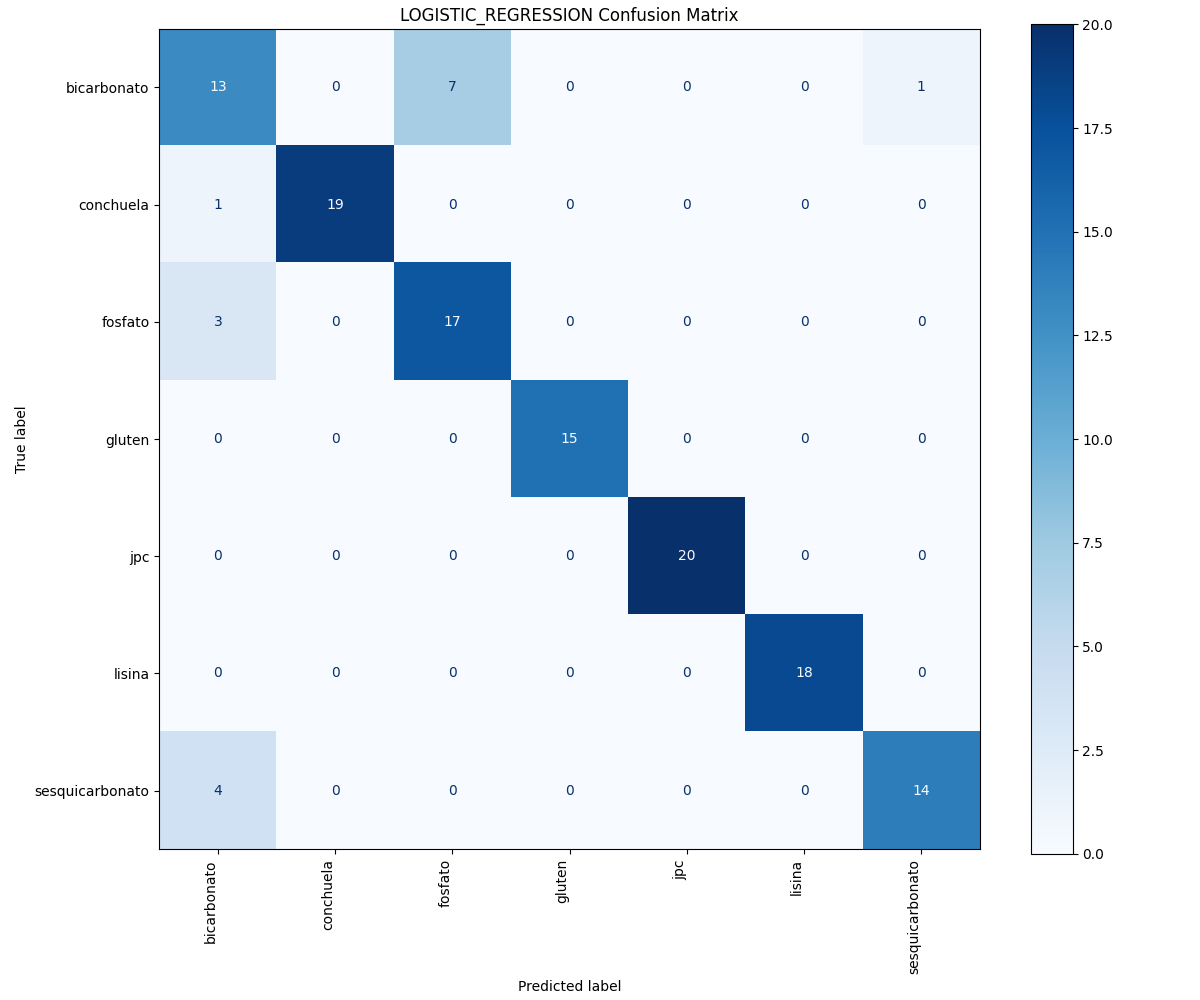 LOGISTIC_REGRESSION Confusion Matrix
True label
bicarbonato 13 0 7 0 0 0 1
conchuela 1 19 0 0 0 0 0
fosfato 3 0 17 0 0 0 0
gluten 0 0 0 15 0 0 0
jpc 0 0 0 0 20 0 0
lisina 0 0 0 0 0 18 0
sesquicarbonato 4 0 0 0 0 0 14
bicarbonato conchuela fosfato gluten jpc lisina sesquicarbonato
Predicted label
20.0
17.5
15.0
12.5
10.0
7.5
5.0
2.5
0.0